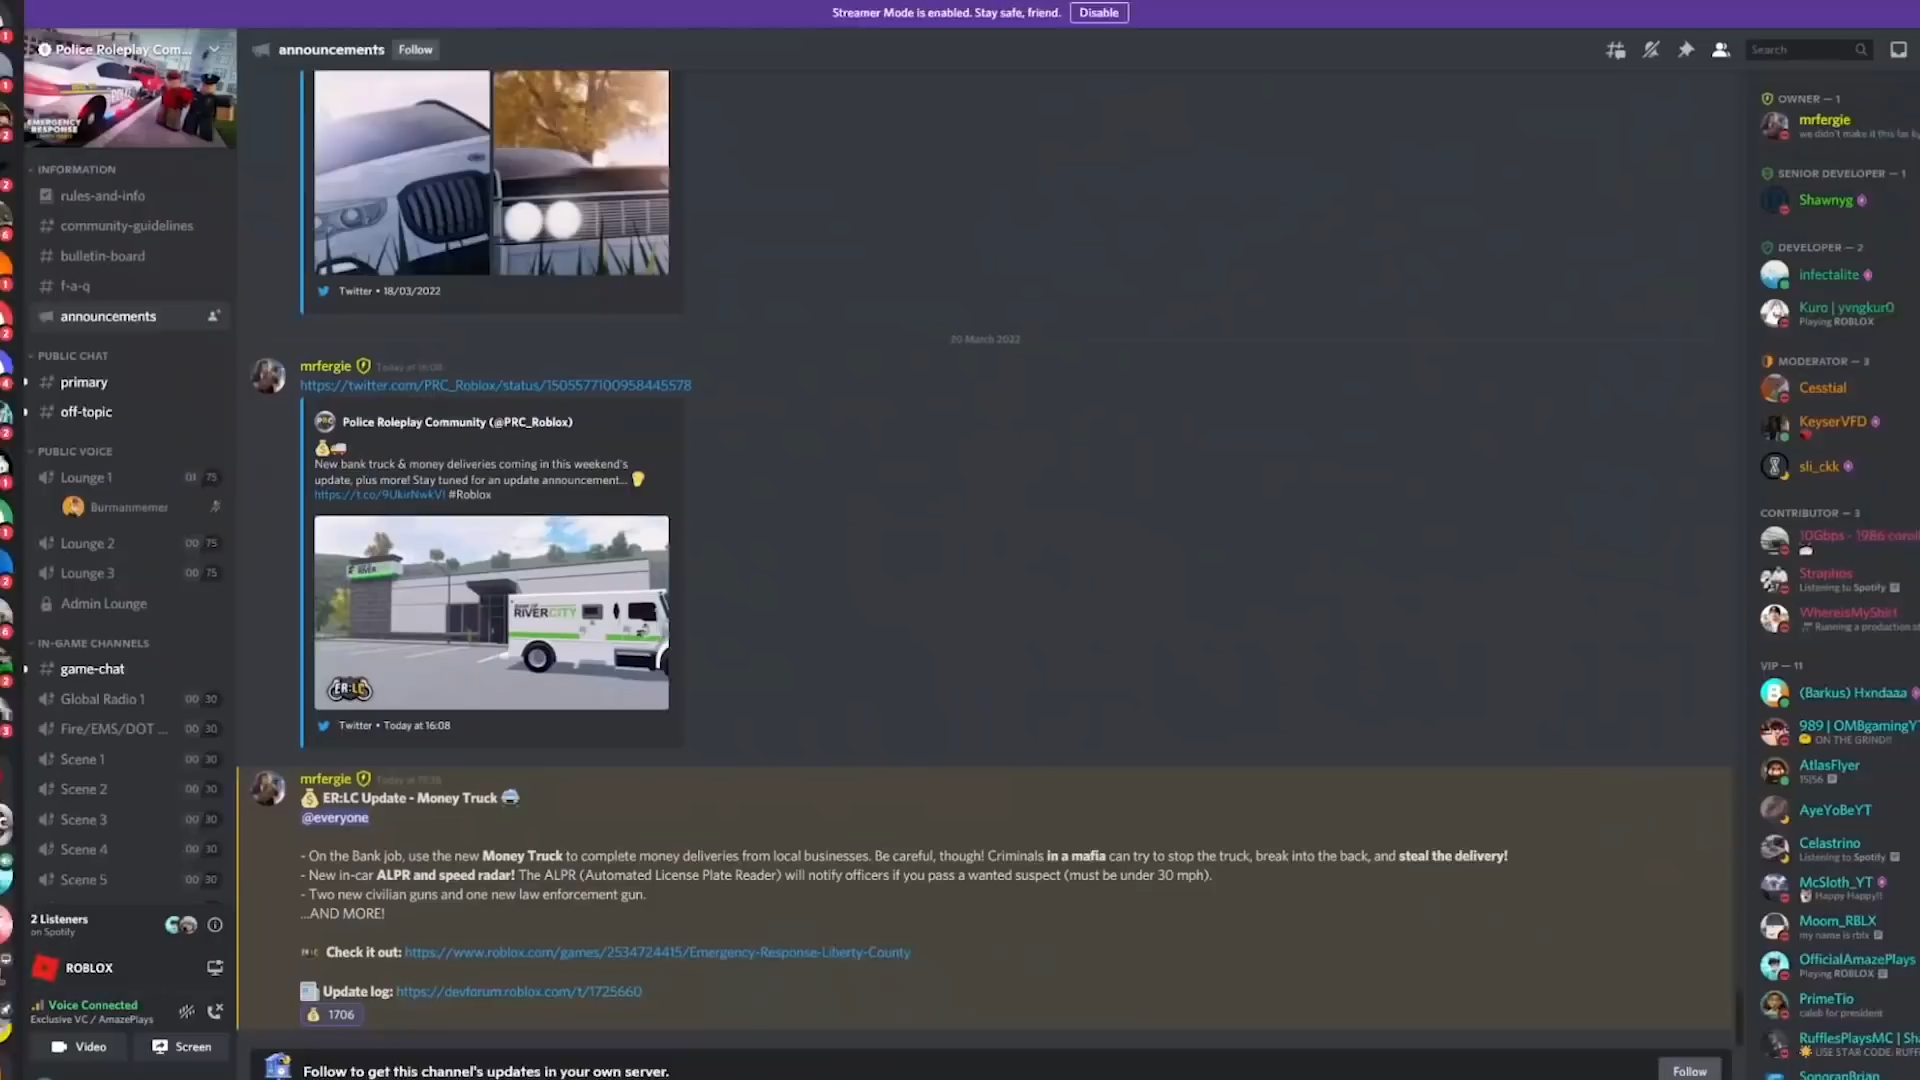 Streamer Mode is enabled. Stay safe, friend.
Disable
Police Roleplay Com...
EMERGENCY
RESPONSE
INFORMATION
rules-and-info
community-guidelines
bulletin-board
f-a-q
announcements
PUBLIC CHAT
primary
off-topic
PUBLIC VOICE
Lounge 1 01 75
Burmanmemer
Lounge 2 00 75
Lounge 3 00 75
Admin Lounge
IN-GAME CHANNELS
game-chat
Global Radio 1 00 30
Fire/EMS/DOT ... 00 30
Scene 1 00 30
Scene 2 00 30
Scene 3 00 30
Scene 4 00 30
Scene 5 00 30
2 Listeners
on Spotify
ROBLOX
Voice Connected
Exclusive VC / AmazePlays
Video
Screen
announcements
Follow
Search
Twitter • 18/03/2022
20 March 2022
mrfergie Today at 16:08
https://twitter.com/PRC_Roblox/status/1505577100958445578
Police Roleplay Community (@PRC_Roblox)
New bank truck & money deliveries coming in this weekend's
update, plus more! Stay tuned for an update announcement...
https://t.co/9UkirNwkVI #Roblox
RIVER
BANK OF
RIVERCITY
ER:LC
Twitter • Today at 16:08
mrfergie Today at
ER:LC Update - Money Truck
@everyone
- On the Bank job, use the new Money Truck to complete money deliveries from local businesses. Be careful, though! Criminals in a mafia can try to stop the truck, break into the back, and steal the delivery!
- New in-car ALPR and speed radar! The ALPR (Automated License Plate Reader) will notify officers if you pass a wanted suspect (must be under 30 mph).
- Two new civilian guns and one new law enforcement gun.
...AND MORE!
Check it out: https://www.roblox.com/games/2534724415/Emergency-Response-Liberty-County
Update log: https://devforum.roblox.com/t/1725660
1706
Follow to get this channel's updates in your own server.
Follow
OWNER — 1
mrfergie
we didn't make it this far by
SENIOR DEVELOPER — 1
Shawnyg
DEVELOPER — 2
infectalite
Kuro | yvngkur0
Playing ROBLOX
MODERATOR — 3
Cesstial
KeyserVFD
sli_ckk
CONTRIBUTOR — 3
10Gbps - 1986 coroll
Straphos
Listening to Spotify
WhereisMyShirt
Running a production st
VIP — 11
(Barkus) Hxndaaa
989 | OMBgamingYT
ON THE GRIND!!
AtlasFlyer
15|56
AyeYoBeYT
Celastrino
Listening to Spotify
McSloth_YT
Happy Happy!!
Moom_RBLX
my name is rblx
OfficialAmazePlays
Playing ROBLOX
PrimeTio
caleb for president
RufflesPlaysMC | Sha
USE STAR CODE: RUFF
SonoranBrian